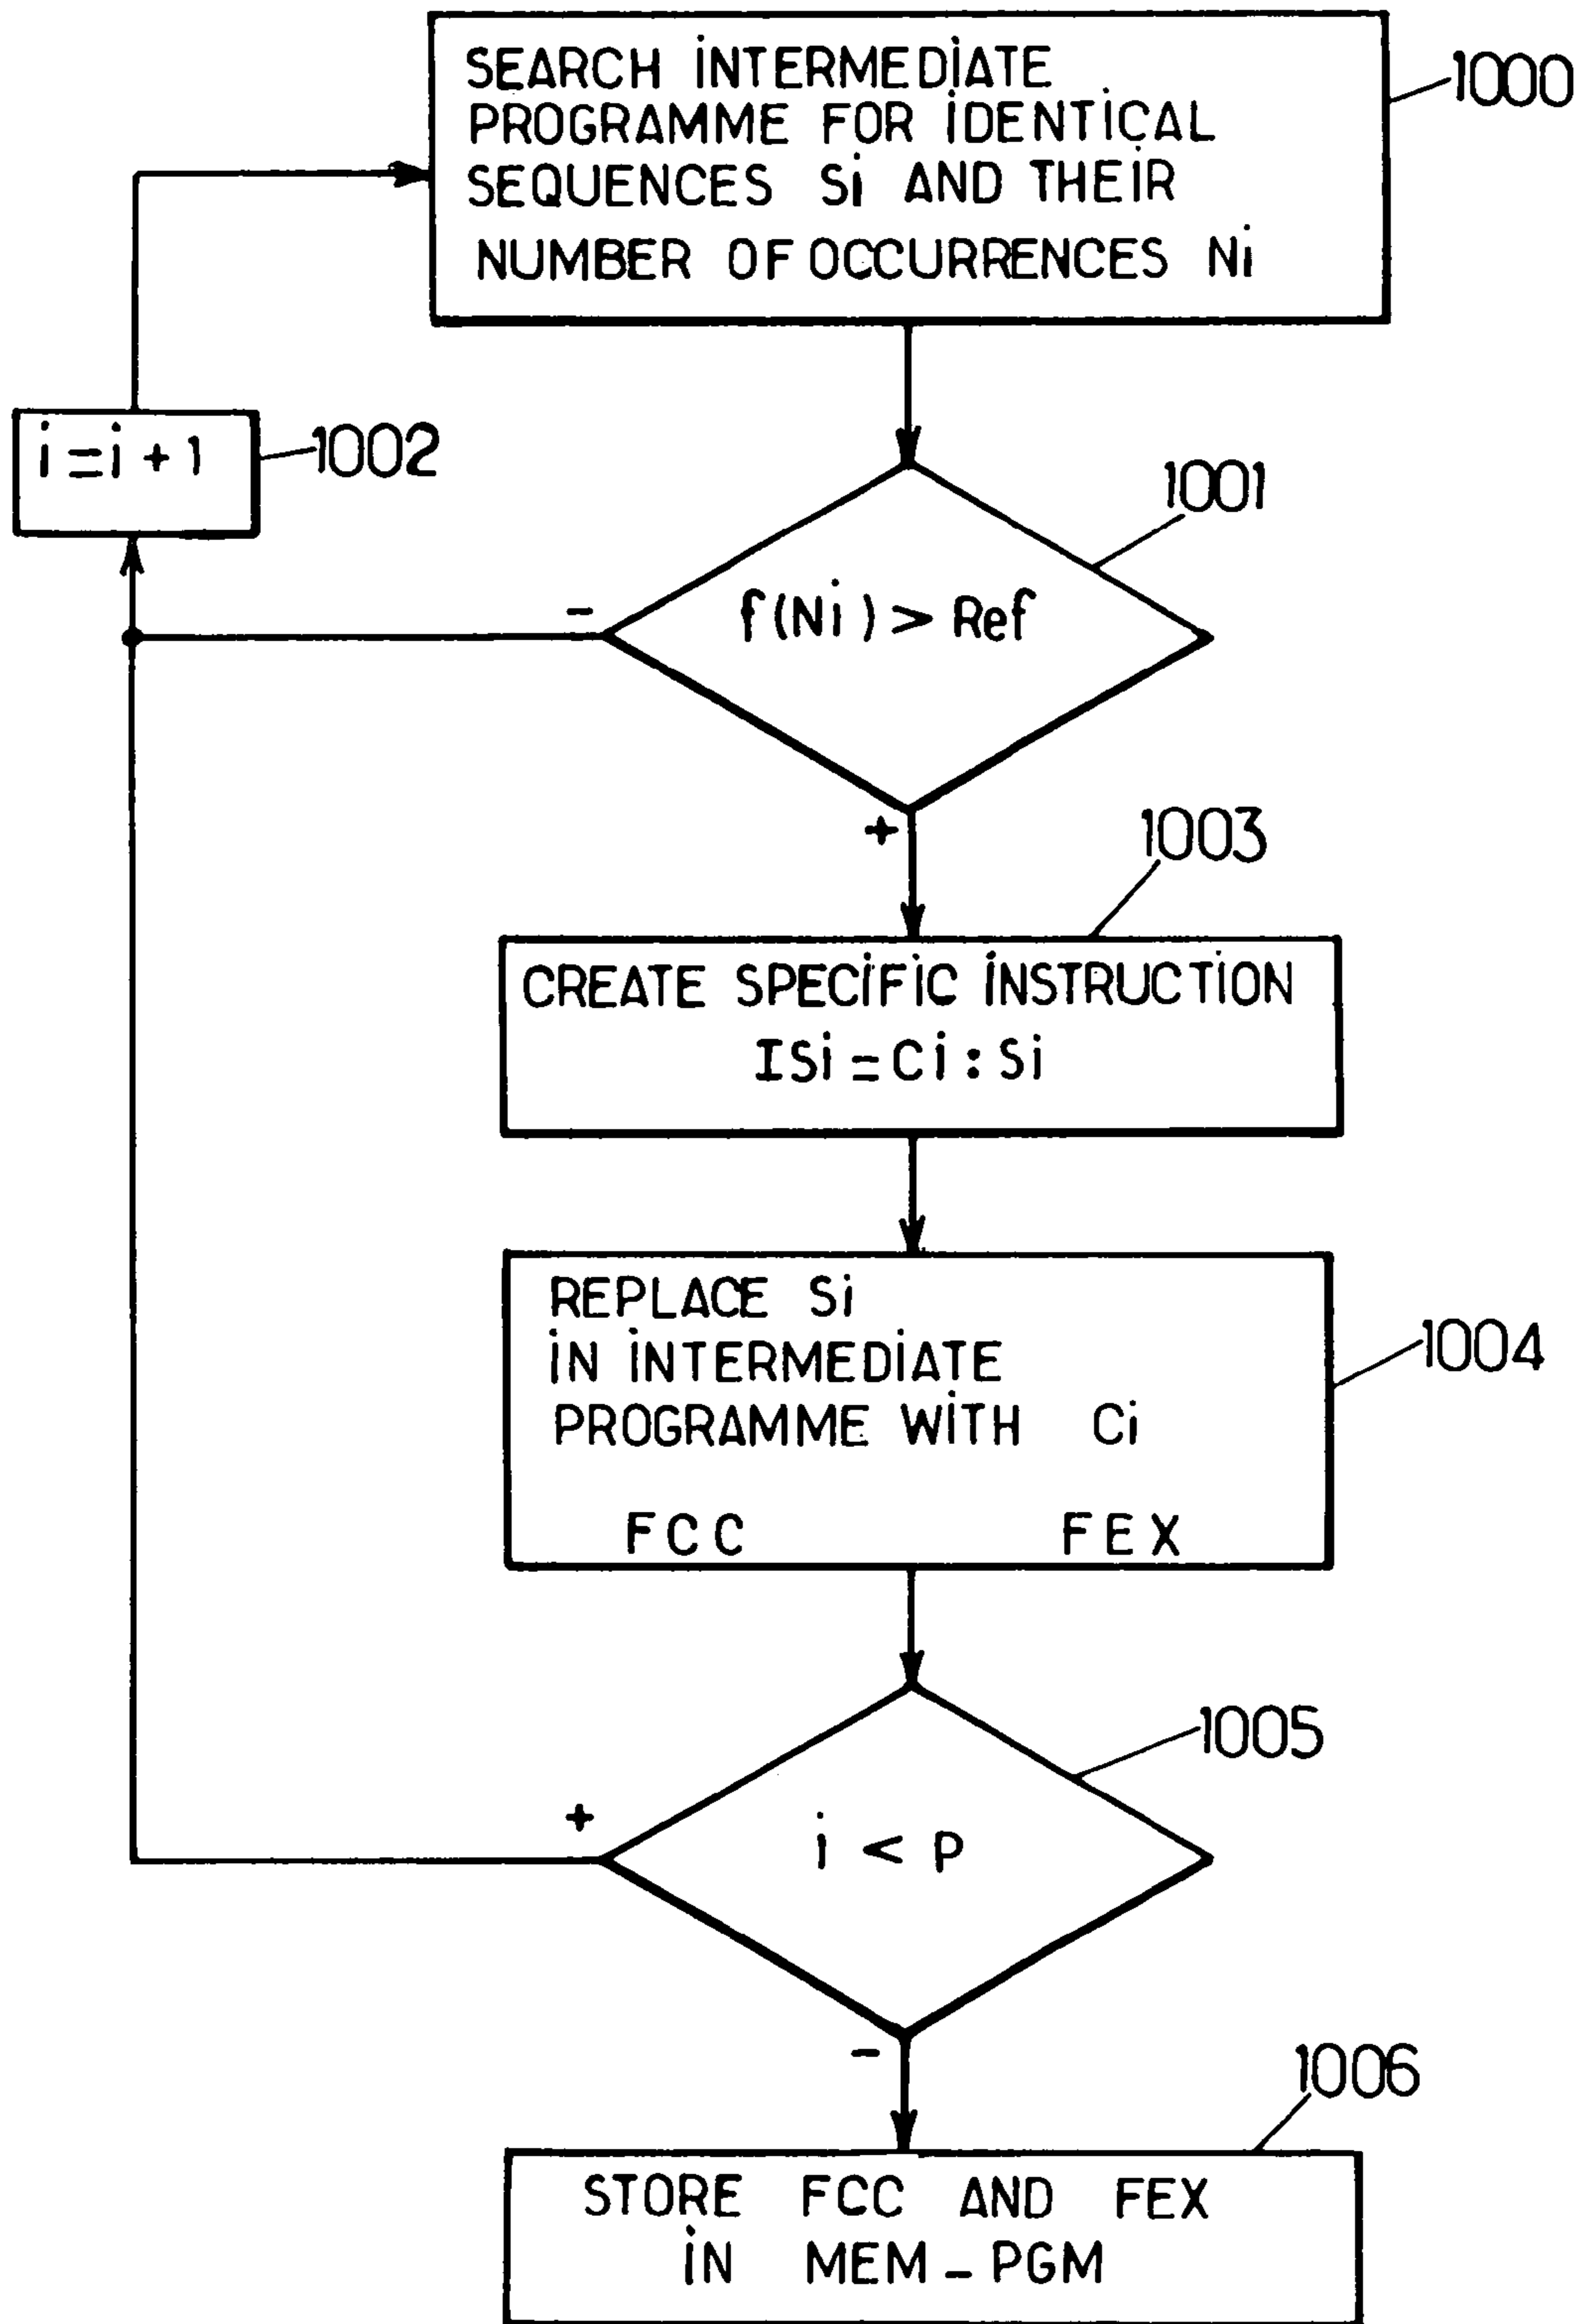 SEARCH INTERMEDIATE
PROGRAMME FOR IDENTICAL
SEQUENCES Si AND THEIR
NUMBER OF OCCURRENCES Ni
1000
i=i+1
1002
1001
f(Ni) > Ref
-
+
1003
CREATE SPECIFIC INSTRUCTION
ISi=Ci : Si
REPLACE Si
IN INTERMEDIATE
PROGRAMME WITH Ci
FCC FEX
1004
1005
+
i < P
-
1006
STORE FCC AND FEX
IN MEM_PGM